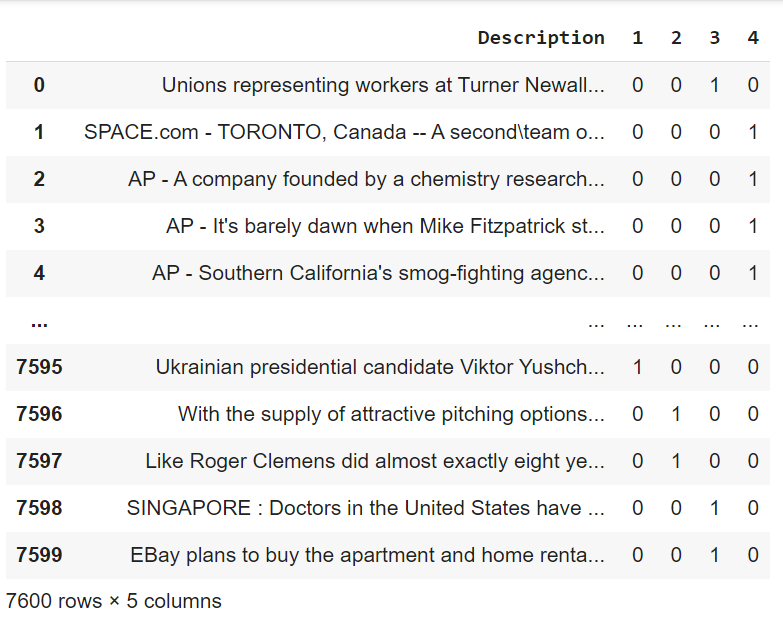 Description 1 2 3 4
0 Unions representing workers at Turner Newall... 0 0 1 0
1 SPACE.com - TORONTO, Canada -- A second\team o... 0 0 0 1
2 AP - A company founded by a chemistry research... 0 0 0 1
3 AP - It's barely dawn when Mike Fitzpatrick st... 0 0 0 1
4 AP - Southern California's smog-fighting agenc... 0 0 0 1
... ... ... ... ... ...
7595 Ukrainian presidential candidate Viktor Yushch... 1 0 0 0
7596 With the supply of attractive pitching options... 0 1 0 0
7597 Like Roger Clemens did almost exactly eight ye... 0 1 0 0
7598 SINGAPORE : Doctors in the United States have ... 0 0 1 0
7599 EBay plans to buy the apartment and home renta... 0 0 1 0
7600 rows × 5 columns